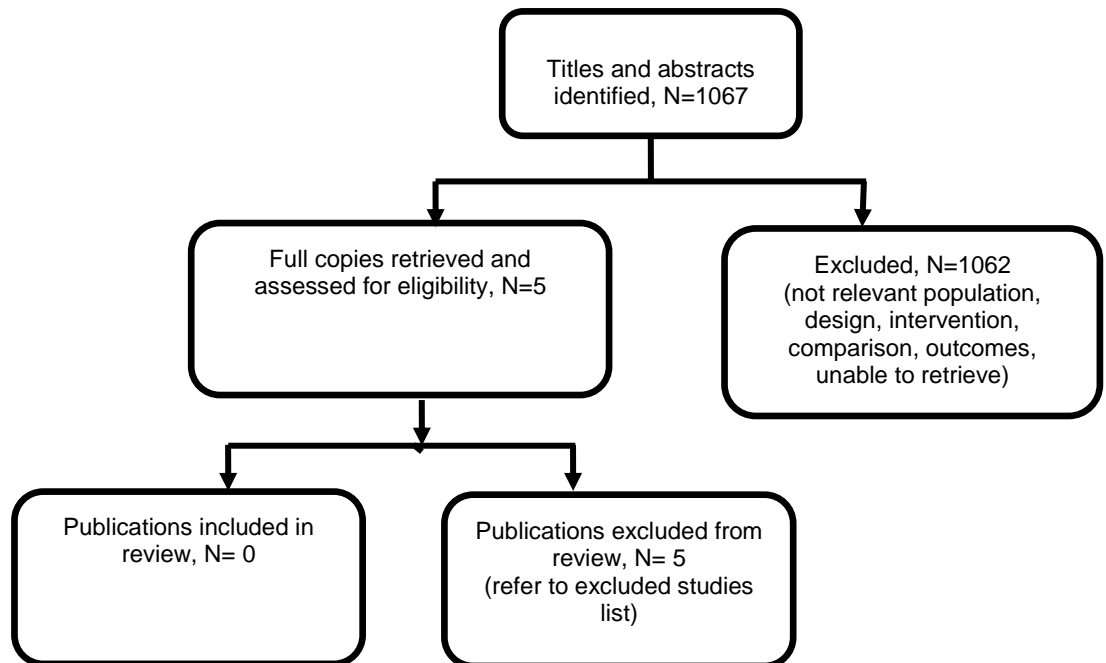 Titles and abstracts
identified, N=1067
Full copies retrieved and
assessed for eligibility, N=5
Excluded, N=1062
(not relevant population,
design, intervention,
comparison, outcomes,
unable to retrieve)
Publications included in
review, N= 0
Publications excluded from
review, N= 5
(refer to excluded studies
list)